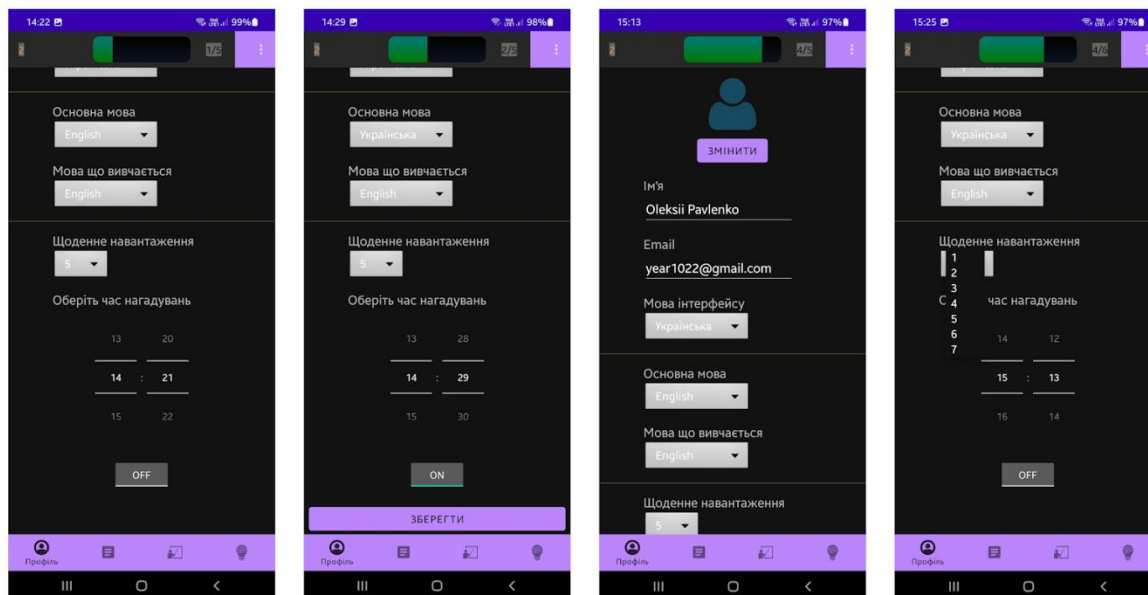 14:22 99%
2 1/5
Основна мова
English
Мова що вивчається
English
Щоденне навантаження
5
Оберіть час нагадувань
13 20
14 : 21
15 22
OFF
Профіль
14:29 98%
2 2/5
Основна мова
Українська
Мова що вивчається
English
Щоденне навантаження
5
Оберіть час нагадувань
13 28
14 : 29
15 30
ON
ЗБЕРЕГТИ
Профіль
15:13 97%
2 4/5
ЗМІНИТИ
Ім'я
Oleksii Pavlenko
Email
year1022@gmail.com
Мова інтерфейсу
Українська
Основна мова
English
Мова що вивчається
English
Щоденне навантаження
5
Профіль
15:25 97%
2 4/6
Основна мова
Українська
Мова що вивчається
English
Щоденне навантаження
1
2
3
4
5
6
7
час нагадувань
14 12
15 : 13
16 14
OFF
Профіль